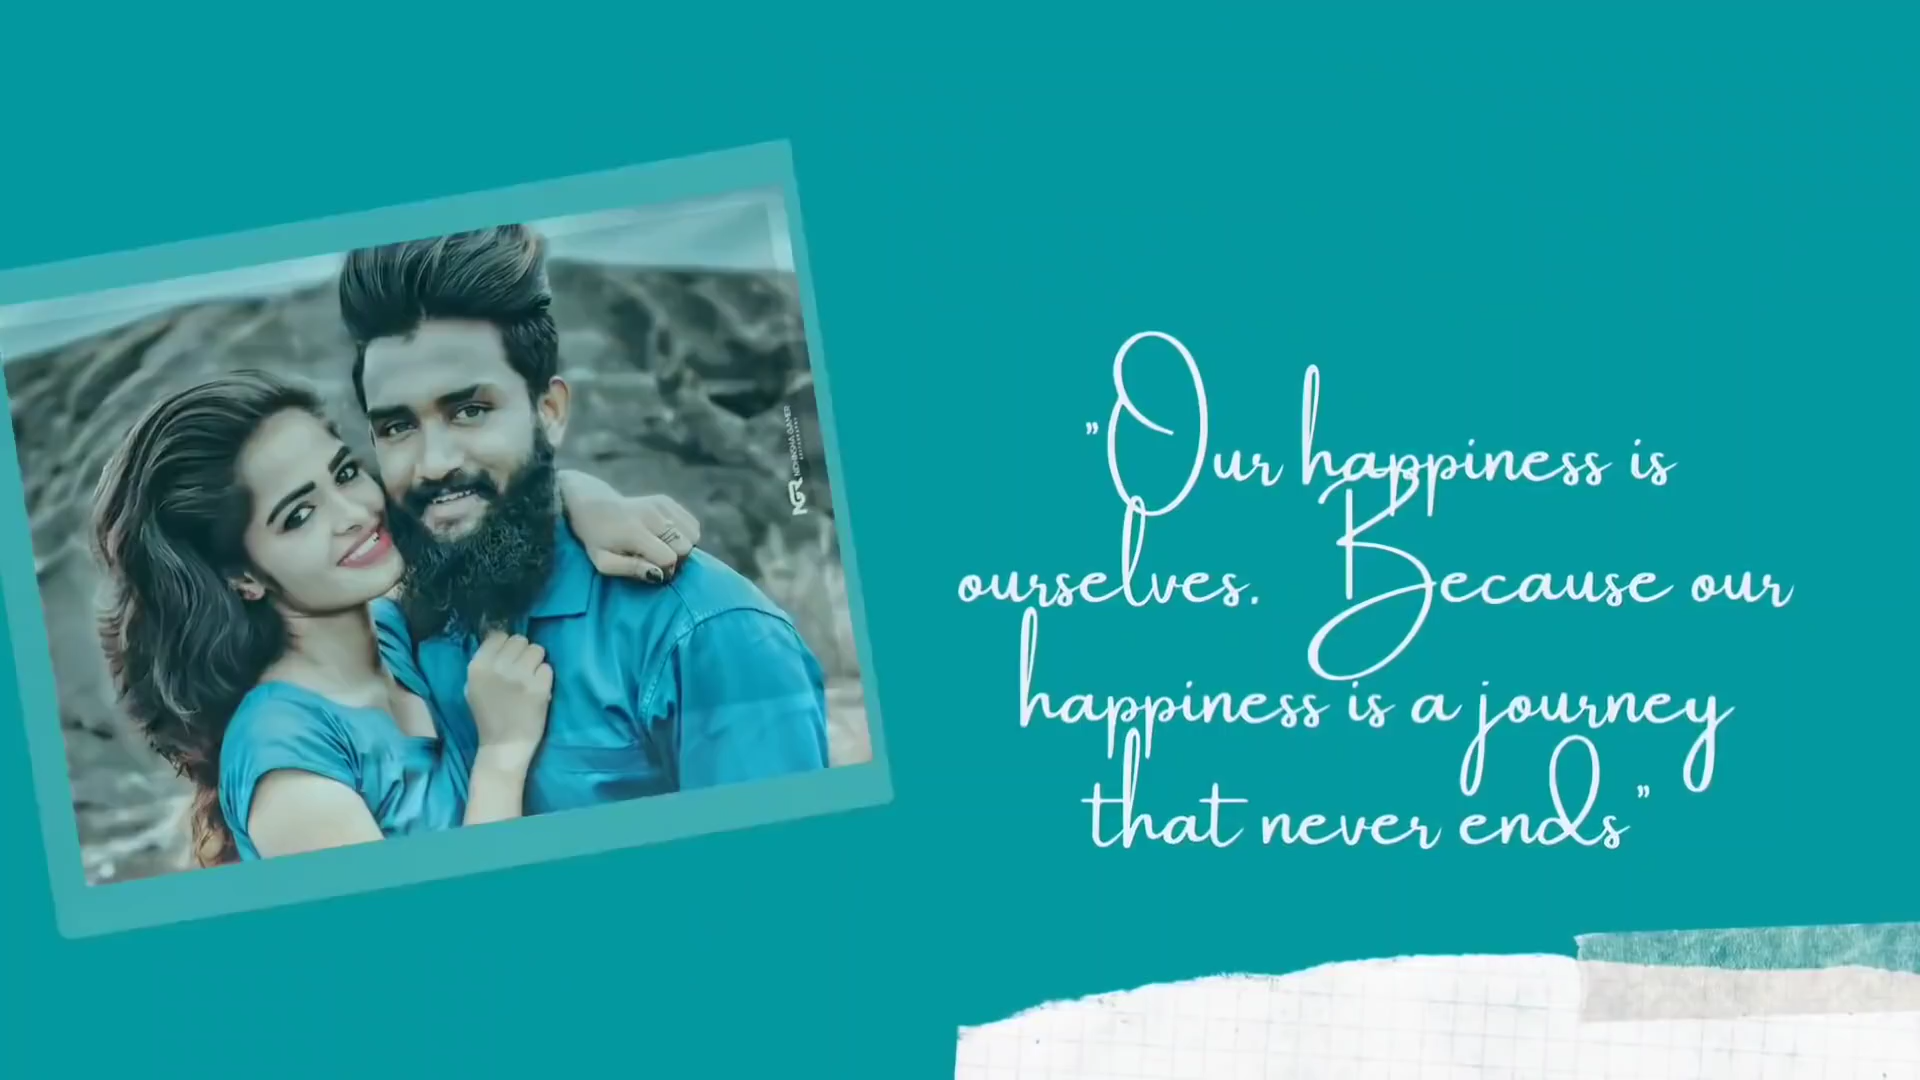 "Our happiness is
ourselves. Because our
happiness is a journey
that never ends"